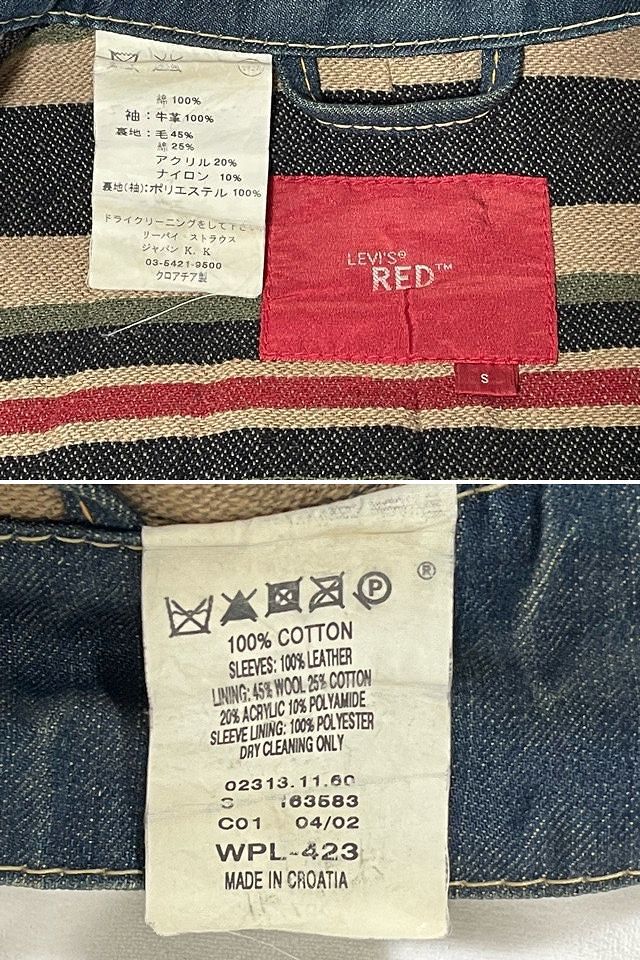 綿 100%
袖：牛革 100%
裏地：毛 45%
綿 25%
アクリル 20%
ナイロン 10%
裏地(袖):ポリエステル 100%
ドライクリーニングをして下さい
リーバイ ストラウス
ジャパン K. K
03-5421-9500
クロアチア製
LEVI'S®
RED™
S
®
P
100% COTTON
SLEEVES: 100% LEATHER
LINING: 45% WOOL 25% COTTON
20% ACRYLIC 10% POLYAMIDE
SLEEVE LINING: 100% POLYESTER
DRY CLEANING ONLY
02313.11.60
S 163583
C01 04/02
WPL-423
MADE IN CROATIA